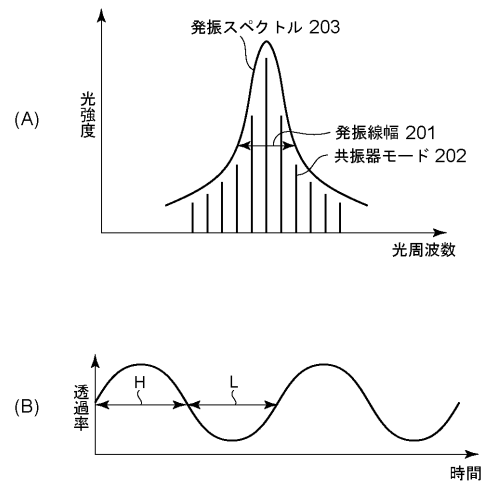 発振スペクトル 203
光強度
(A)
発振線幅 201
共振器モード 202
光周波数
H
L
透過率
(B)
時間